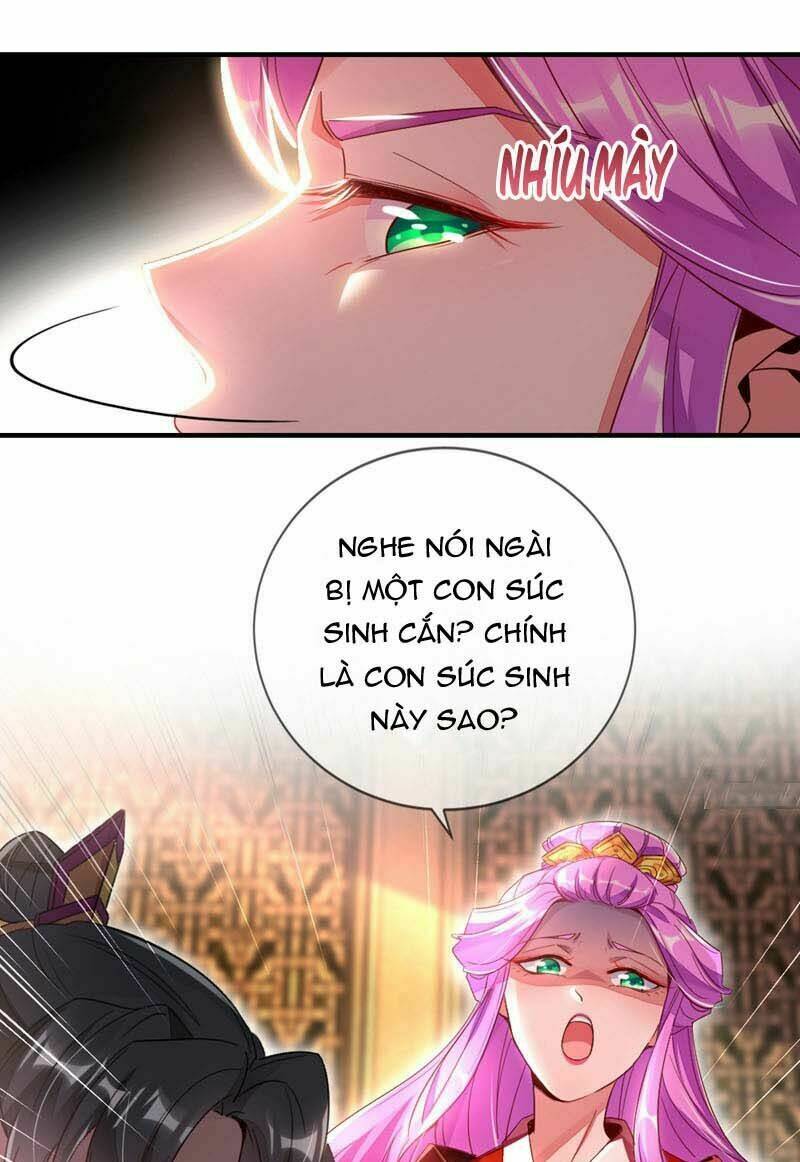 NHÍU MÀY
NGHE NÓI NGÀI
BỊ MỘT CON SÚC
SINH CẮN? CHÍNH
LÀ CON SÚC SINH
NÀY SAO?